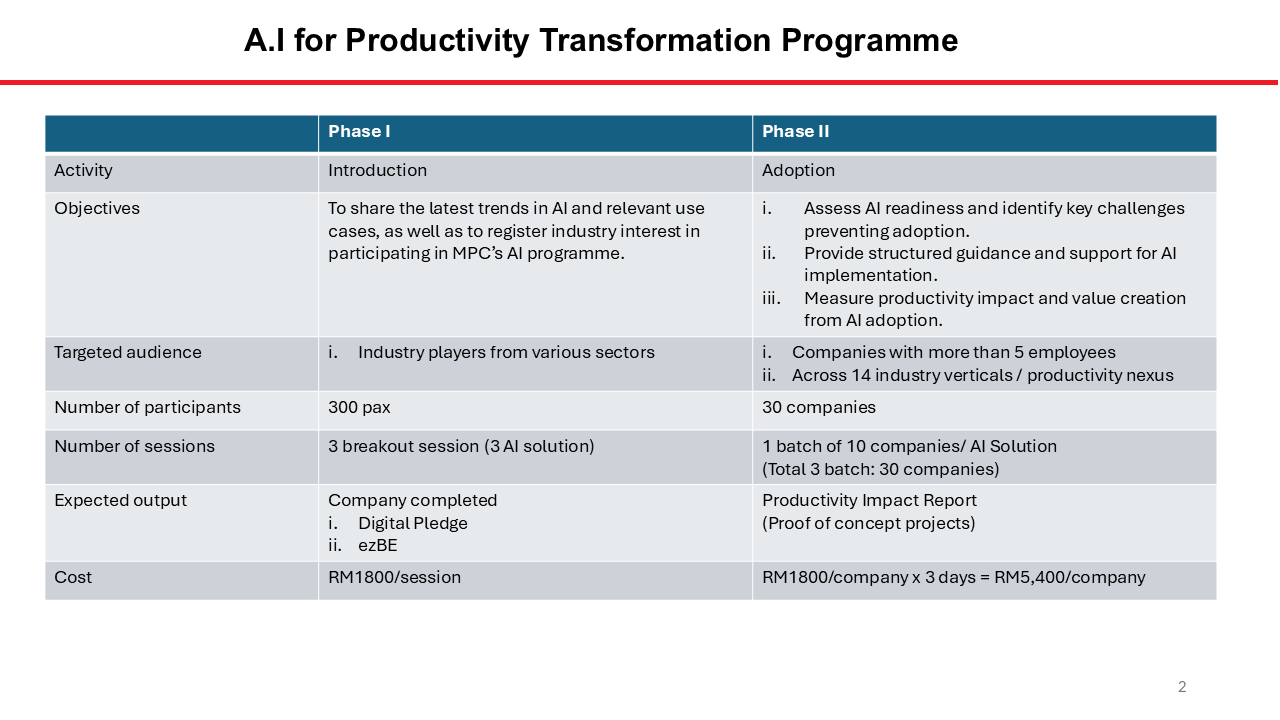 A.I for Productivity Transformation Programme
Phase I
Phase II
Activity
Introduction
Adoption
Objectives
To share the latest trends in AI and relevant use
cases, as well as to register industry interest in
participating in MPC’s AI programme.
i. Assess AI readiness and identify key challenges
preventing adoption.
ii. Provide structured guidance and support for AI
implementation.
iii. Measure productivity impact and value creation
from AI adoption.
Targeted audience
i. Industry players from various sectors
i. Companies with more than 5 employees
ii. Across 14 industry verticals / productivity nexus
Number of participants
300 pax
30 companies
Number of sessions
3 breakout session (3 AI solution)
1 batch of 10 companies/ AI Solution
(Total 3 batch: 30 companies)
Expected output
Company completed
i. Digital Pledge
ii. ezBE
Productivity Impact Report
(Proof of concept projects)
Cost
RM1800/session
RM1800/company x 3 days = RM5,400/company
2